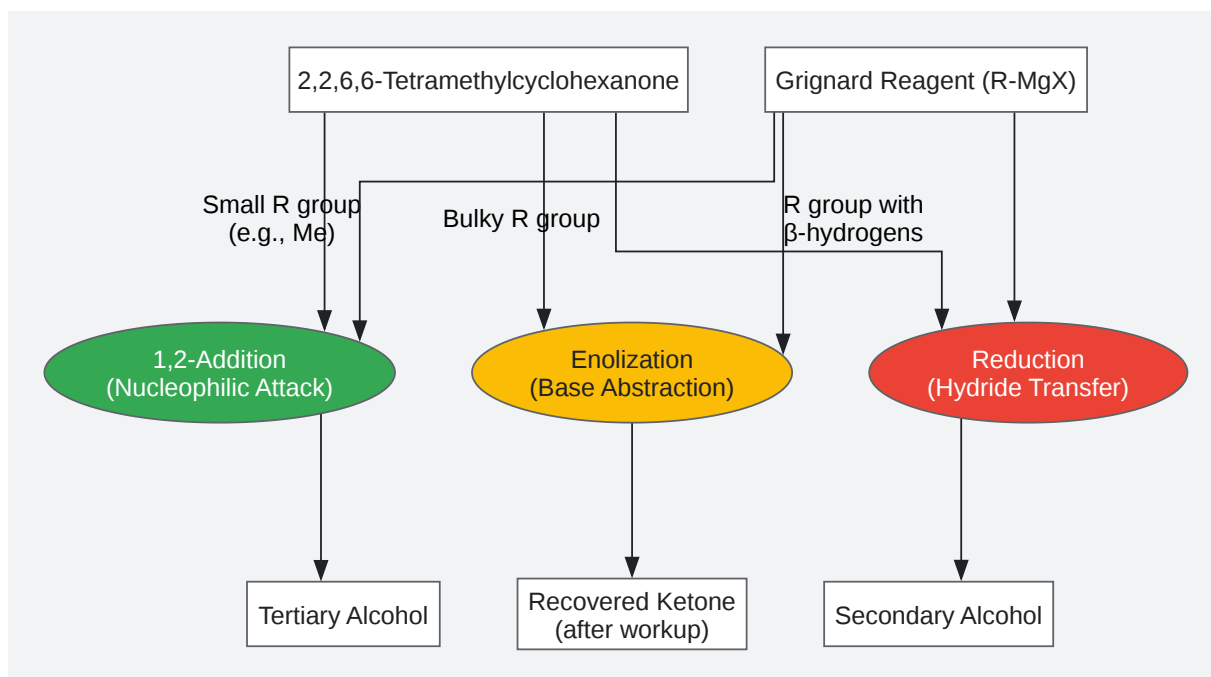 2,2,6,6-Tetramethylcyclohexanone
Grignard Reagent (R-MgX)
Small R group
(e.g., Me)
Bulky R group
R group with
β-hydrogens
1,2-Addition
(Nucleophilic Attack)
Enolization
(Base Abstraction)
Reduction
(Hydride Transfer)
Tertiary Alcohol
Recovered Ketone
(after workup)
Secondary Alcohol